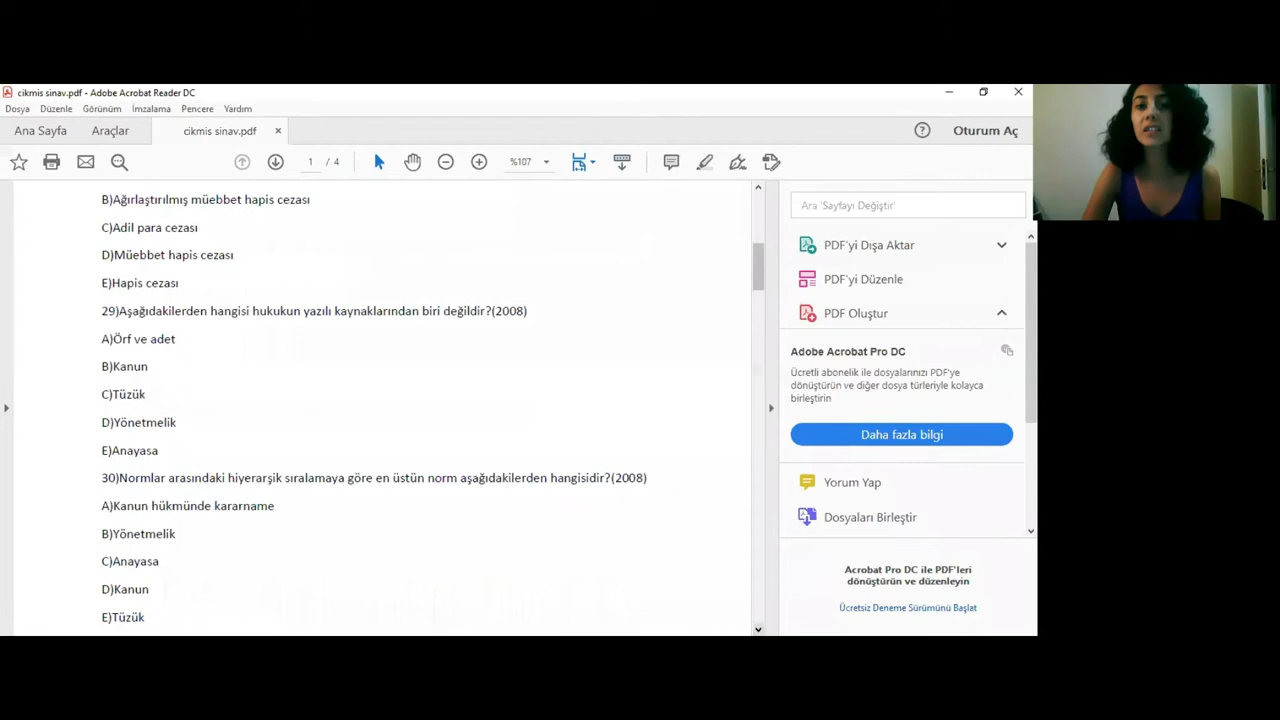 cikmis sinav.pdf - Adobe Acrobat Reader DC
Dosya Düzenle Görünüm İmzalama Pencere Yardım
Ana Sayfa Araçlar cikmis sinav.pdf × Oturum Aç
1 / 4 %107
B)Ağırlaştırılmış müebbet hapis cezası
C)Adil para cezası
D)Müebbet hapis cezası
E)Hapis cezası
29)Aşağıdakilerden hangisi hukukun yazılı kaynaklarından biri değildir?(2008)
A)Örf ve adet
B)Kanun
C)Tüzük
D)Yönetmelik
E)Anayasa
30)Normlar arasındaki hiyerarşik sıralamaya göre en üstün norm aşağıdakilerden hangisidir?(2008)
A)Kanun hükmünde kararname
B)Yönetmelik
C)Anayasa
D)Kanun
E)Tüzük
Ara 'Sayfayı Değiştir'
PDF'yi Dışa Aktar
PDF'yi Düzenle
PDF Oluştur
Adobe Acrobat Pro DC
Ücretli abonelik ile dosyalarınızı PDF'ye
dönüştürün ve diğer dosya türleriyle kolayca
birleştirin
Daha fazla bilgi
Yorum Yap
Dosyaları Birleştir
Acrobat Pro DC ile PDF'leri
dönüştürün ve düzenleyin
Ücretsiz Deneme Sürümünü Başlat